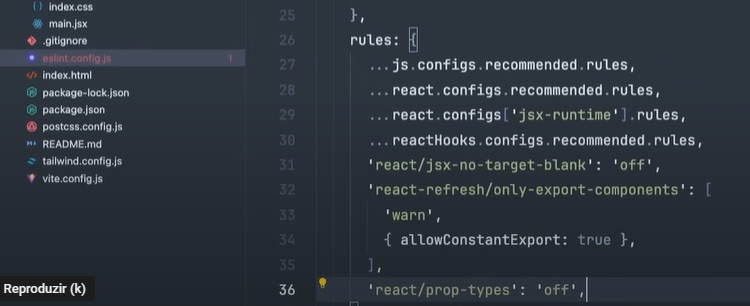 index.css
main.jsx
.gitignore
eslint.config.js 1
index.html
package-lock.json
package.json
postcss.config.js
README.md
tailwind.config.js
vite.config.js
Reproduzir (k)
25 },
26 rules: {
27 ...js.configs.recommended.rules,
28 ...react.configs.recommended.rules,
29 ...react.configs['jsx-runtime'].rules,
30 ...reactHooks.configs.recommended.rules,
31 'react/jsx-no-target-blank': 'off',
32 'react-refresh/only-export-components': [
33 'warn',
34 { allowConstantExport: true },
35 ],
36 'react/prop-types': 'off',